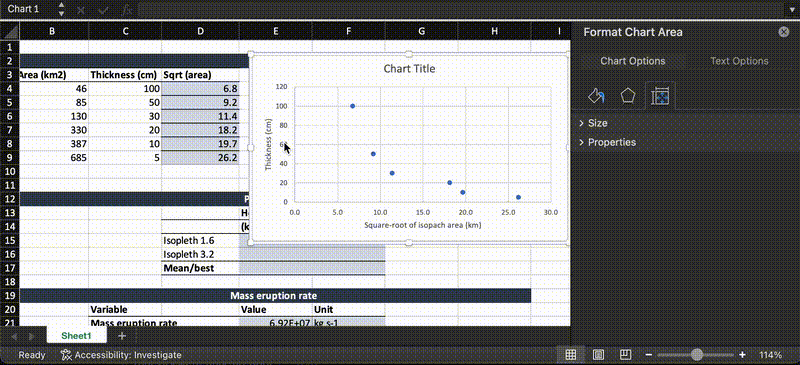 Chart 1
fx
B C D E F G H I
1
2
3 Area (km2) Thickness (cm) Sqrt (area)
4 46 100 6.8
5 85 50 9.2
6 130 30 11.4
7 330 20 18.2
8 387 10 19.7
9 685 5 26.2
10
11
12
13
14
15 Isopleth 1.6
16 Isopleth 3.2
17 Mean/best
18
19 Mass eruption rate
20 Variable Value Unit
21 Mass eruption rate 6.92E+07 kg s-1
Chart Title
120
100
80
60
40
20
0
0.0 5.0 10.0 15.0 20.0 25.0 30.0
Thickness (cm)
Square-root of isopach area (km)
Format Chart Area
Chart Options Text Options
Size
Properties
Sheet1 +
Ready Accessibility: Investigate 114%